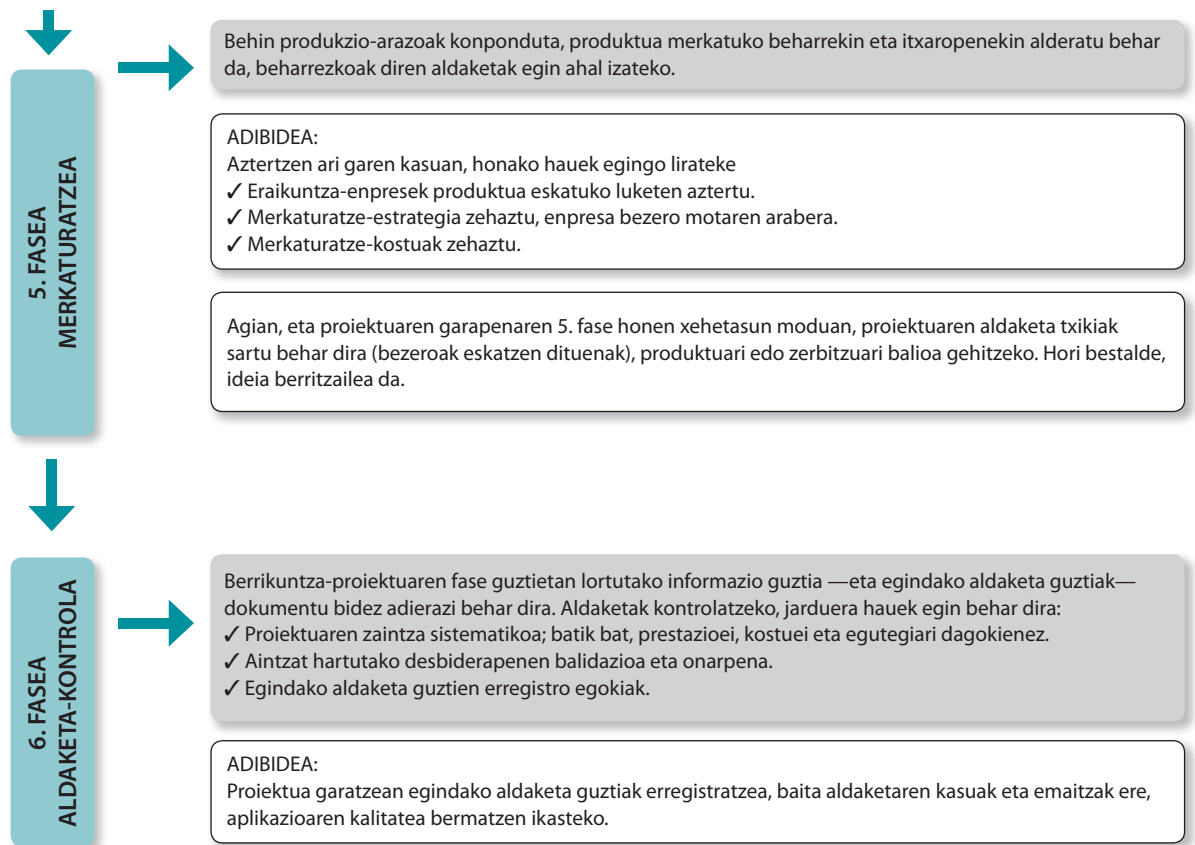 5. FASEA
MERKATURATZEA
Behin produkzio-arazoak konponduta, produktua merkatuko beharrekin eta itxaropenekin alderatu behar
da, beharrezkoak diren aldaketak egin ahal izateko.
ADIBIDEA:
Aztertzen ari garen kasuan, honako hauek egingo lirateke
✓ Eraikuntza-enpresek produktua eskatuko luketen aztertu.
✓ Merkaturatze-estrategia zehaztu, enpresa bezero motaren arabera.
✓ Merkaturatze-kostuak zehaztu.
Agian, eta proiektuaren garapenaren 5. fase honen xehetasun moduan, proiektuaren aldaketa txikiak
sartu behar dira (bezeroak eskatzen dituenak), produktuari edo zerbitzuari balioa gehitzeko. Hori bestalde,
ideia berritzailea da.
6. FASEA
ALDAKETA-KONTROLA
Berrikuntza-proiektuaren fase guztietan lortutako informazio guztia —eta egindako aldaketa guztiak—
dokumentu bidez adierazi behar dira. Aldaketak kontrolatzeko, jarduera hauek egin behar dira:
✓ Proiektuaren zaintza sistematikoa; batik bat, prestazioei, kostuei eta egutegiari dagokienez.
✓ Aintzat hartutako desbiderapenen balidazioa eta onarpena.
✓ Egindako aldaketa guztien erregistro egokiak.
ADIBIDEA:
Proiektua garatzean egindako aldaketa guztiak erregistratzea, baita aldaketaren kasuak eta emaitzak ere,
aplikazioaren kalitatea bermatzen ikasteko.